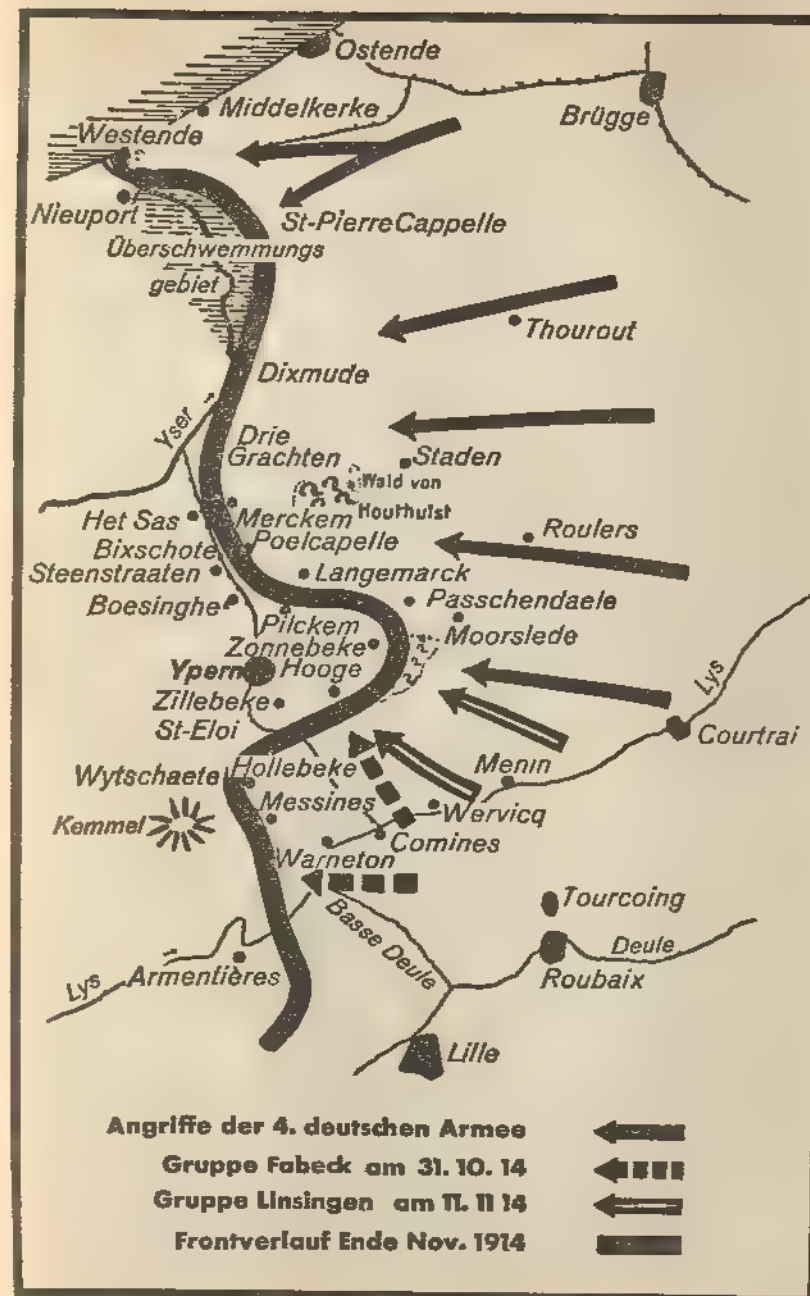 Ostende
Middelkerke
Brügge
Westende
Nieuport
St-Pierre Cappelle
Überschwemmungs
gebiet
Thourout
Dixmude
Yser
Drie
Grachten
Staden
Wald von
Houthulst
Het Sas
Merckem
Roulers
Bixschote
Poelcapelle
Steenstraaten
Langemarck
Boesinghe
Passchendaele
Pilckem
Moorslede
Zonnebeke
Ypern
Hooge
Lys
Zillebeke
St-Eloi
Courtrai
Hollebeke
Menin
Wytschaete
Messines
Wervicq
Kemmel
Comines
Warneton
Tourcoing
Basse Deule
Deule
Armentières
Roubaix
Lys
Lille
Angriffe der 4. deutschen Armee
Gruppe Fabeck am 31. 10. 14
Gruppe Linsingen am 11. 11 14
Frontverlauf Ende Nov. 1914